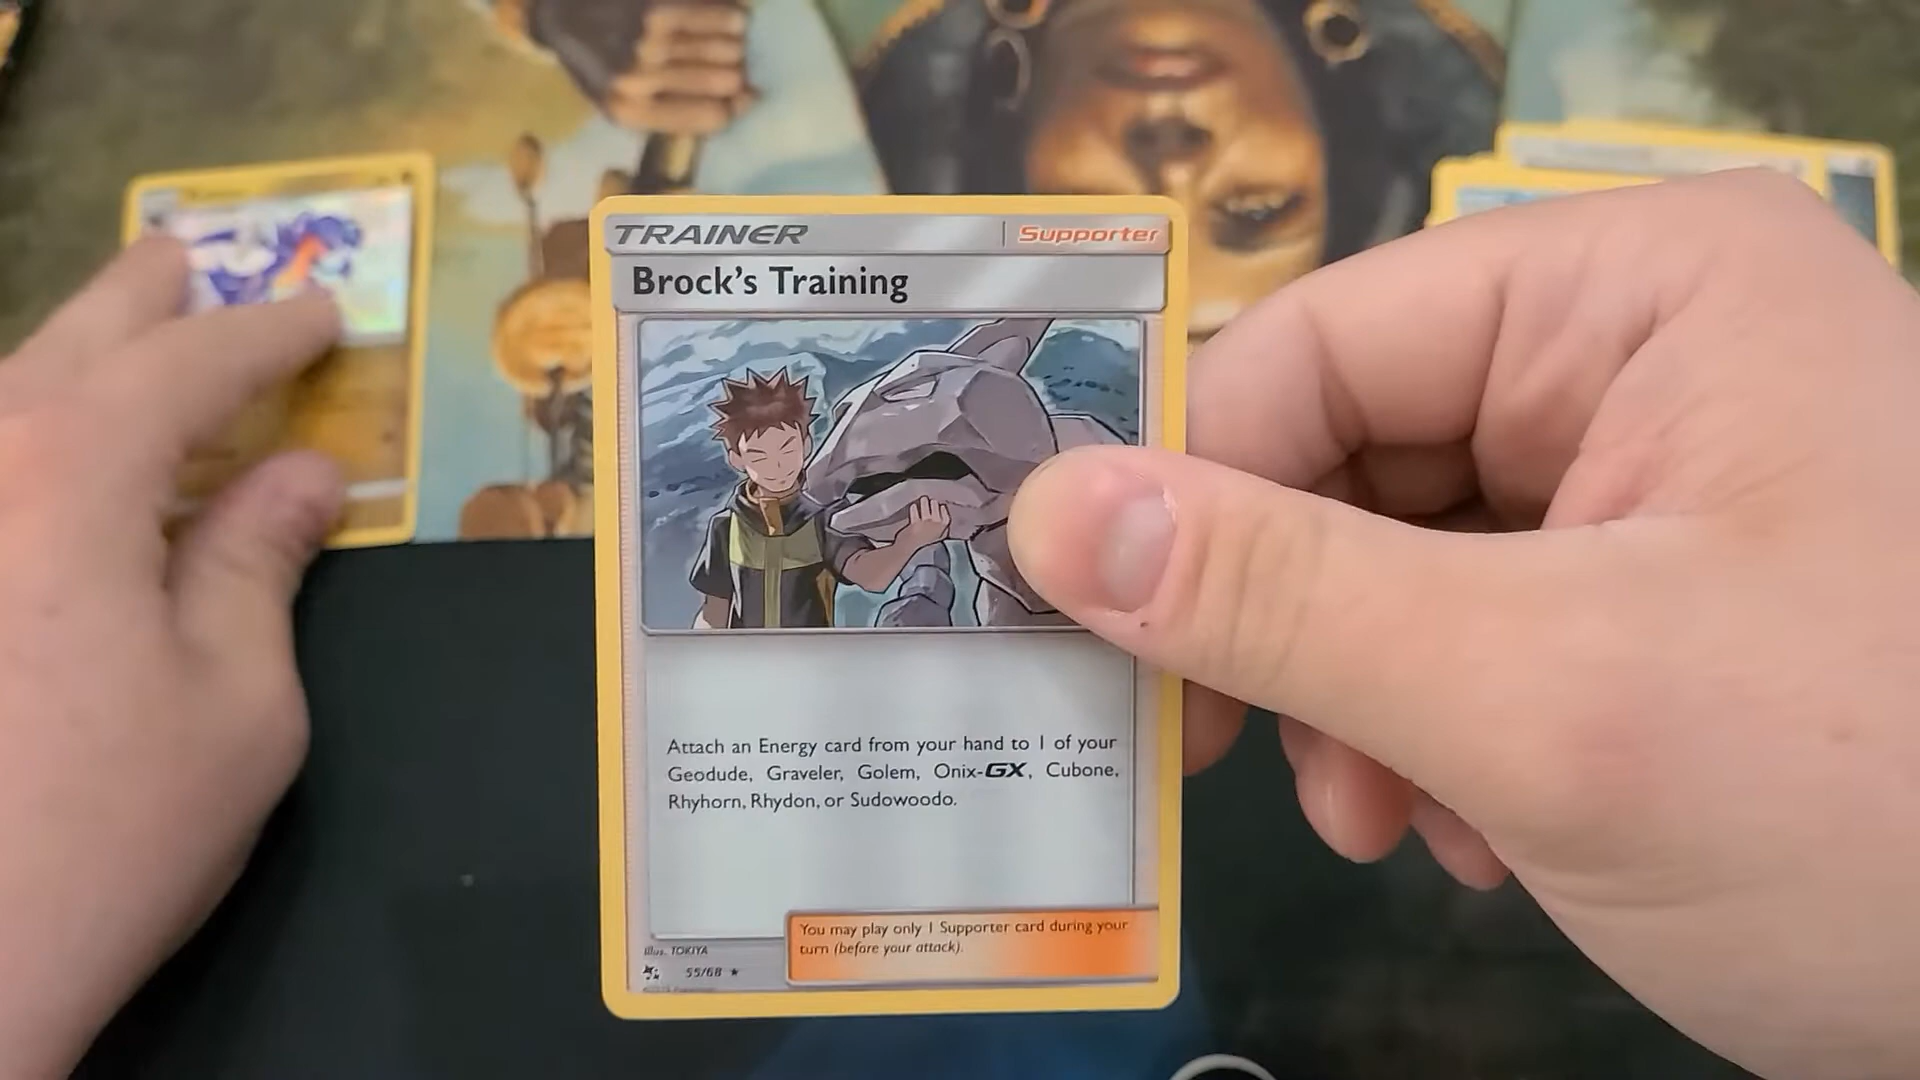 TRAINER
Supporter
Brock's Training
Attach an Energy card from your hand to 1 of your
Geodude, Graveler, Golem, Onix-GX, Cubone,
Rhyhorn, Rhydon, or Sudowoodo.
You may play only 1 Supporter card during your
turn (before your attack).
Illus. TOKIYA
55/68